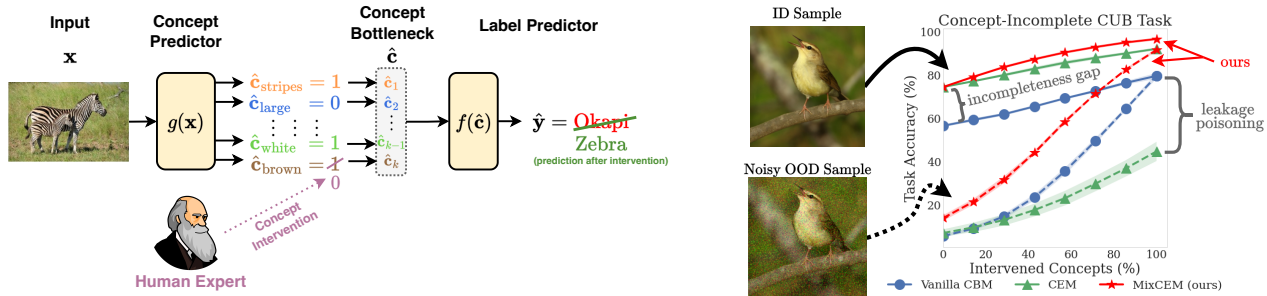 Input
x
Concept
Predictor
g(x)
ĉstripes = 1
ĉlarge = 0
ĉwhite = 1
ĉbrown = 1
0
Concept
Intervention
Human Expert
Concept
Bottleneck
ĉ
ĉ1
ĉ2
ĉk−1
ĉk
Label Predictor
f(ĉ)
ŷ = Okapi
Zebra
(prediction after intervention)
ID Sample
Noisy OOD Sample
Concept-Incomplete CUB Task
Task Accuracy (%)
100
80
60
40
20
0
20
40
60
80
100
Intervened Concepts (%)
incompleteness gap
ours
leakage
poisoning
Vanilla CBM
CEM
MixCEM (ours)